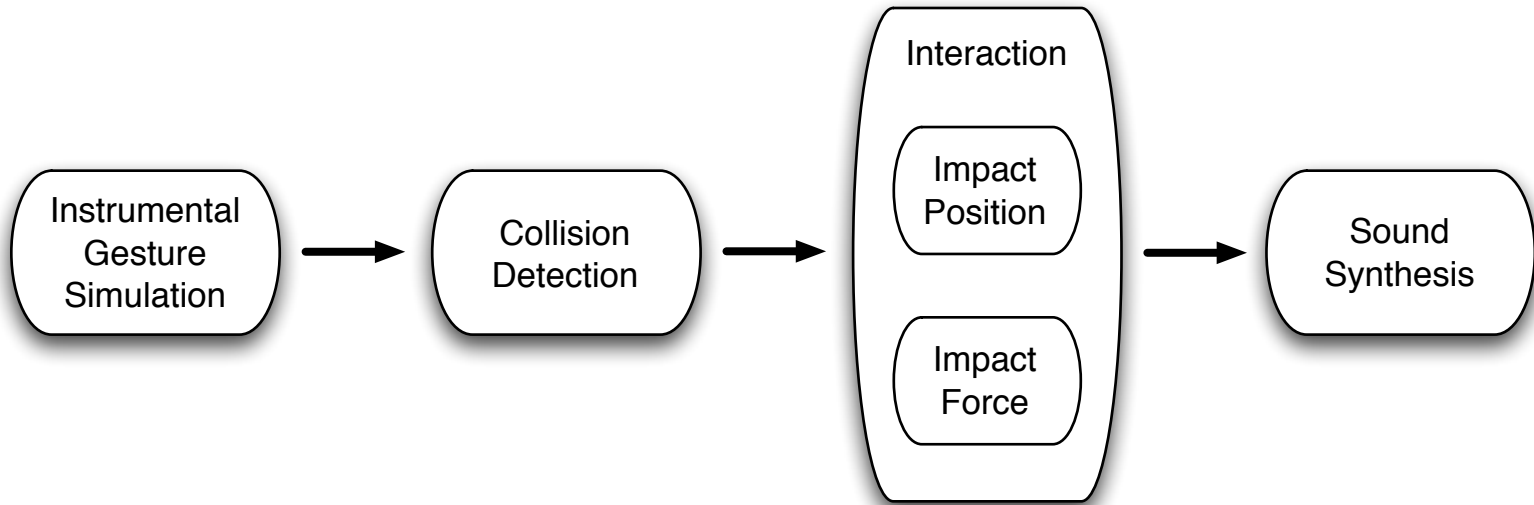 Instrumental
Gesture
Simulation
Collision
Detection
Interaction
Impact
Position
Impact
Force
Sound
Synthesis